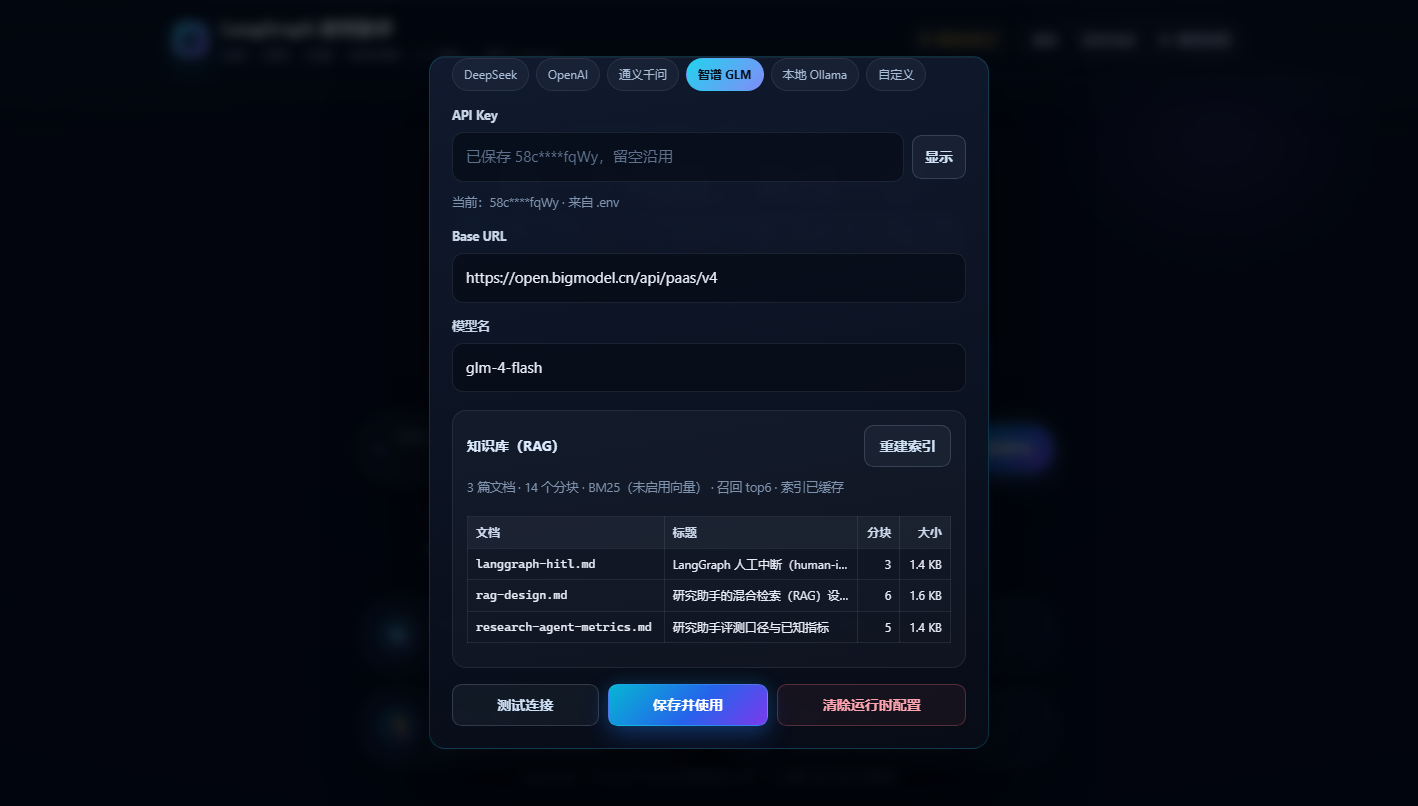 DeepSeek OpenAI 通义千问 智谱 GLM 本地 Ollama 自定义
API Key
已保存 58c****fqWy，留空沿用 显示
当前：58c****fqWy · 来自 .env
Base URL
https://open.bigmodel.cn/api/paas/v4
模型名
glm-4-flash
知识库（RAG） 重建索引
3 篇文档 · 14 个分块 · BM25（未启用向量） · 召回 top6 · 索引已缓存
文档 标题 分块 大小
langgraph-hitl.md LangGraph 人工中断（human-i... 3 1.4 KB
rag-design.md 研究助手的混合检索（RAG）设... 6 1.6 KB
research-agent-metrics.md 研究助手评测口径与已知指标 5 1.4 KB
测试连接 保存并使用 清除运行时配置